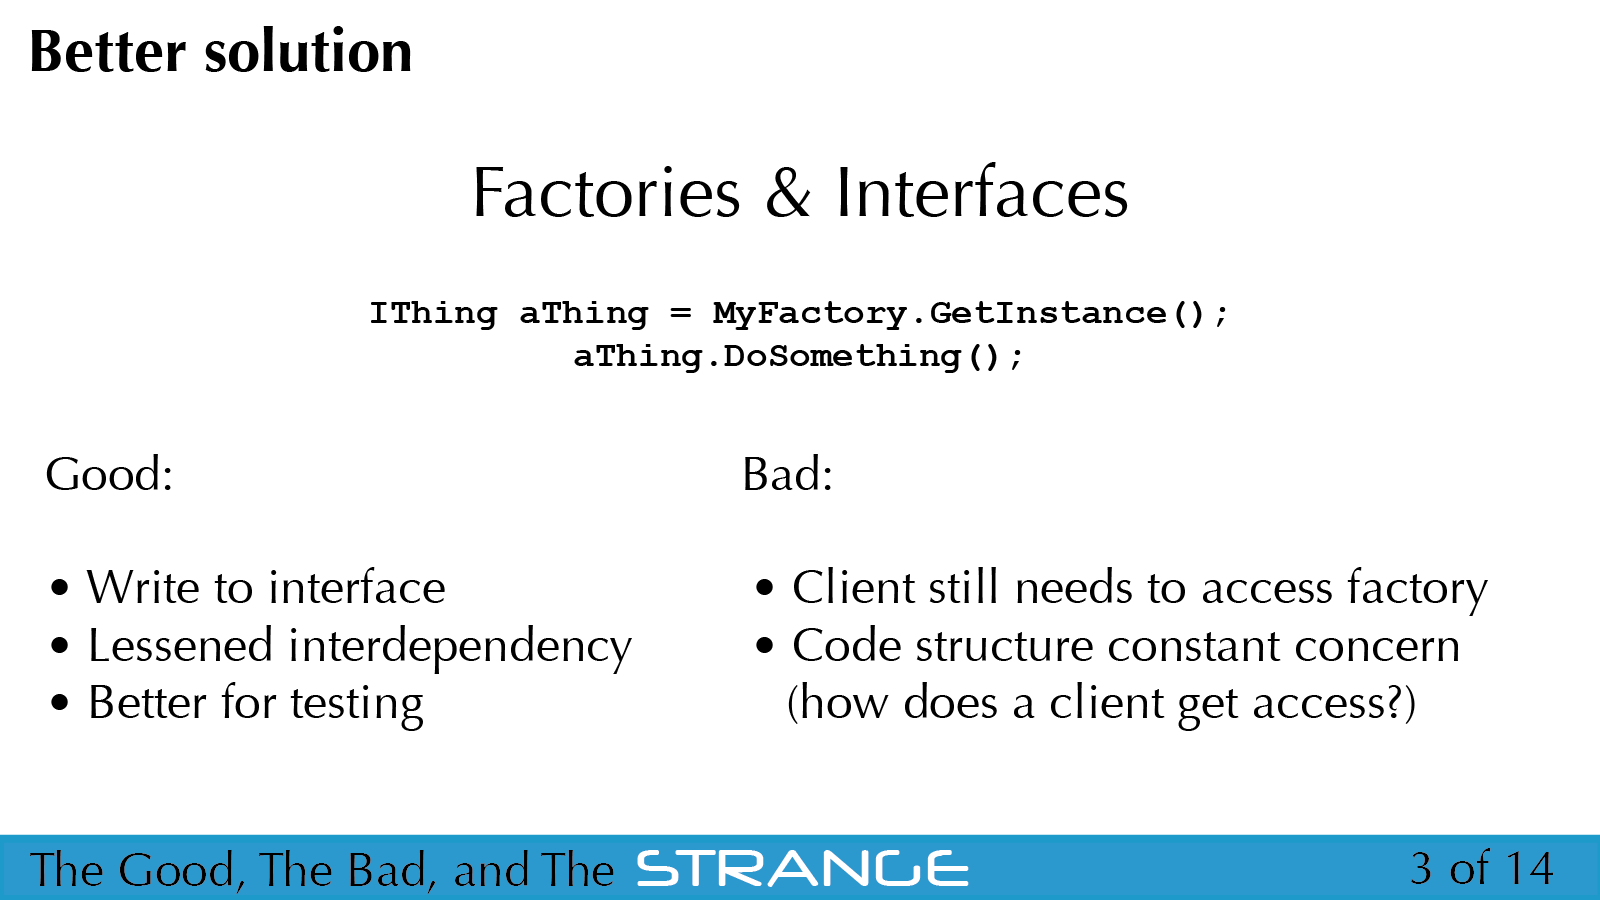 Better solution
Factories & Interfaces
IThing aThing = MyFactory.GetInstance();
aThing.DoSomething();
Good:
• Write to interface
• Lessened interdependency
• Better for testing
Bad:
• Client still needs to access factory
• Code structure constant concern
(how does a client get access?)
The Good, The Bad, and The STRANGE
3 of 14